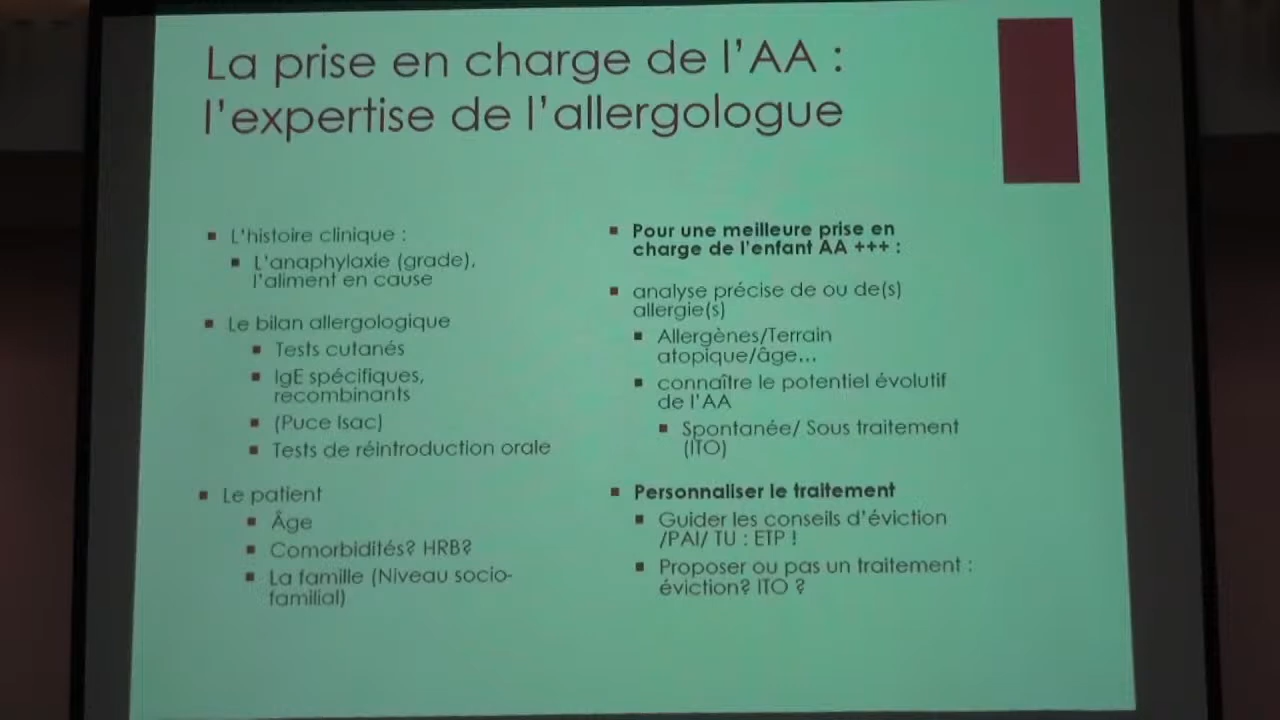 La prise en charge de l'AA :
l'expertise de l'allergologue
L'histoire clinique :
L'anaphylaxie (grade),
l'aliment en cause
Le bilan allergologique
Tests cutanés
IgE spécifiques,
recombinants
(Puce Isac)
Tests de réintroduction orale
Le patient
Âge
Comorbidités? HRB?
La famille (Niveau socio-
familial)
Pour une meilleure prise en
charge de l'enfant AA +++ :
analyse précise de ou de(s)
allergie(s)
Allergènes/Terrain
atopique/âge...
connaître le potentiel évolutif
de l'AA
Spontanée/ Sous traitement
(ITO)
Personnaliser le traitement
Guider les conseils d'éviction
/PAI/ TU : ETP !
Proposer ou pas un traitement :
éviction? ITO ?